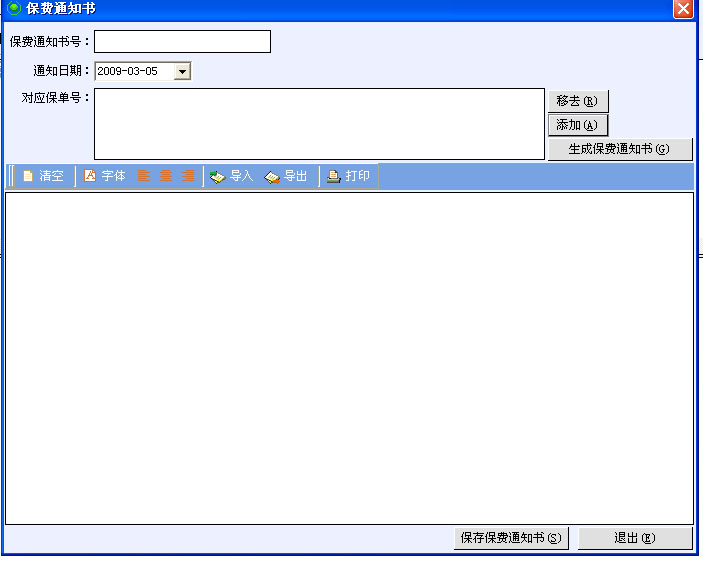 保费通知书
保费通知书号：
通知日期： 2009-03-05
对应保单号：
移去(R)
添加(A)
生成保费通知书(G)
清空 字体 导入 导出 打印
保存保费通知书(S) 退出(E)